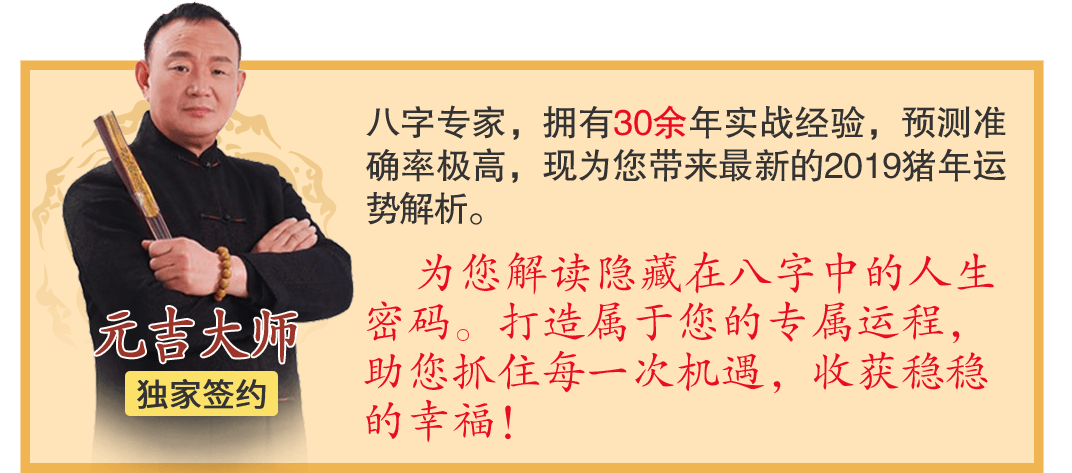 八字专家，拥有30余年实战经验，预测准
确率极高，现为您带来最新的2019猪年运
势解析。
为您解读隐藏在八字中的人生
密码。打造属于您的专属运程，
助您抓住每一次机遇，收获稳稳
的幸福！
元吉大师
独家签约